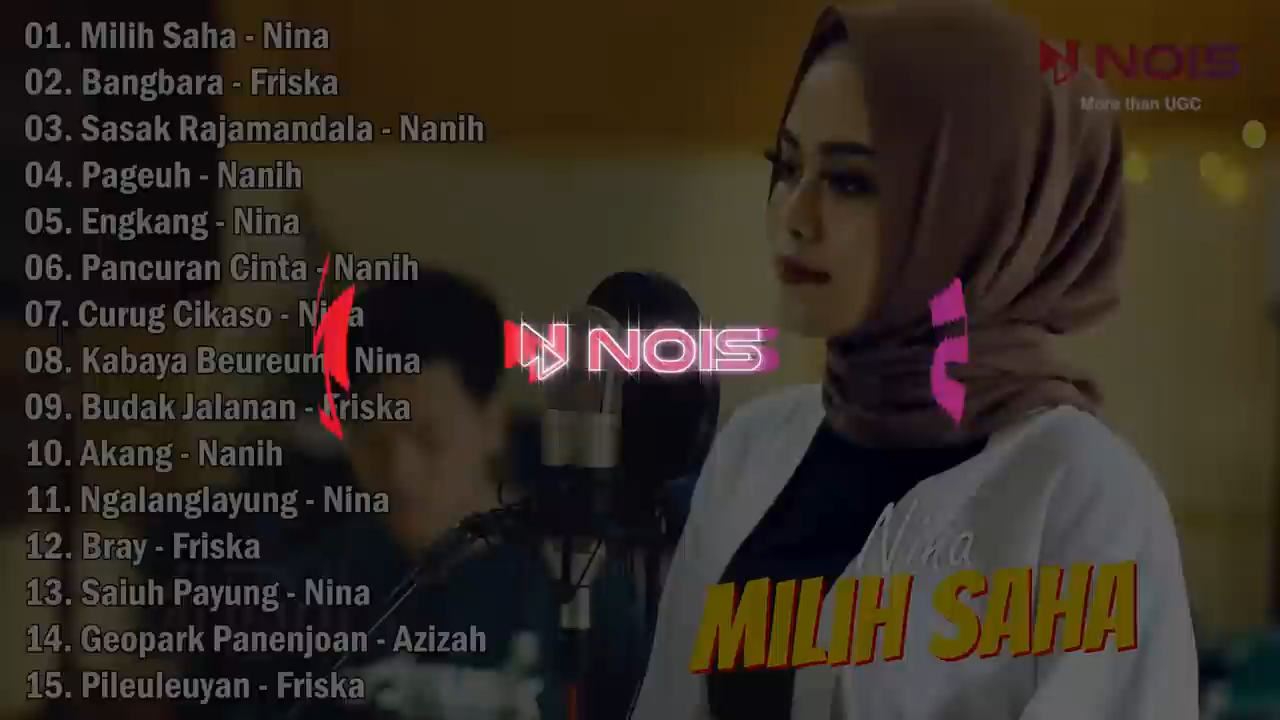 01. Milih Saha - Nina
02. Bangbara - Friska
03. Sasak Rajamandala - Nanih
04. Pageuh - Nanih
05. Engkang - Nina
06. Pancuran Cinta - Nanih
07. Curug Cikaso - Nina
08. Kabaya Beureum - Nina
09. Budak Jalanan - Friska
10. Akang - Nanih
11. Ngalanglayung - Nina
12. Bray - Friska
13. Saiuh Payung - Nina
14. Geopark Panenjoan - Azizah
15. Pileuleuyan - Friska
NOIS
More than UGC
NOIS
Nina
MILIH SAHA